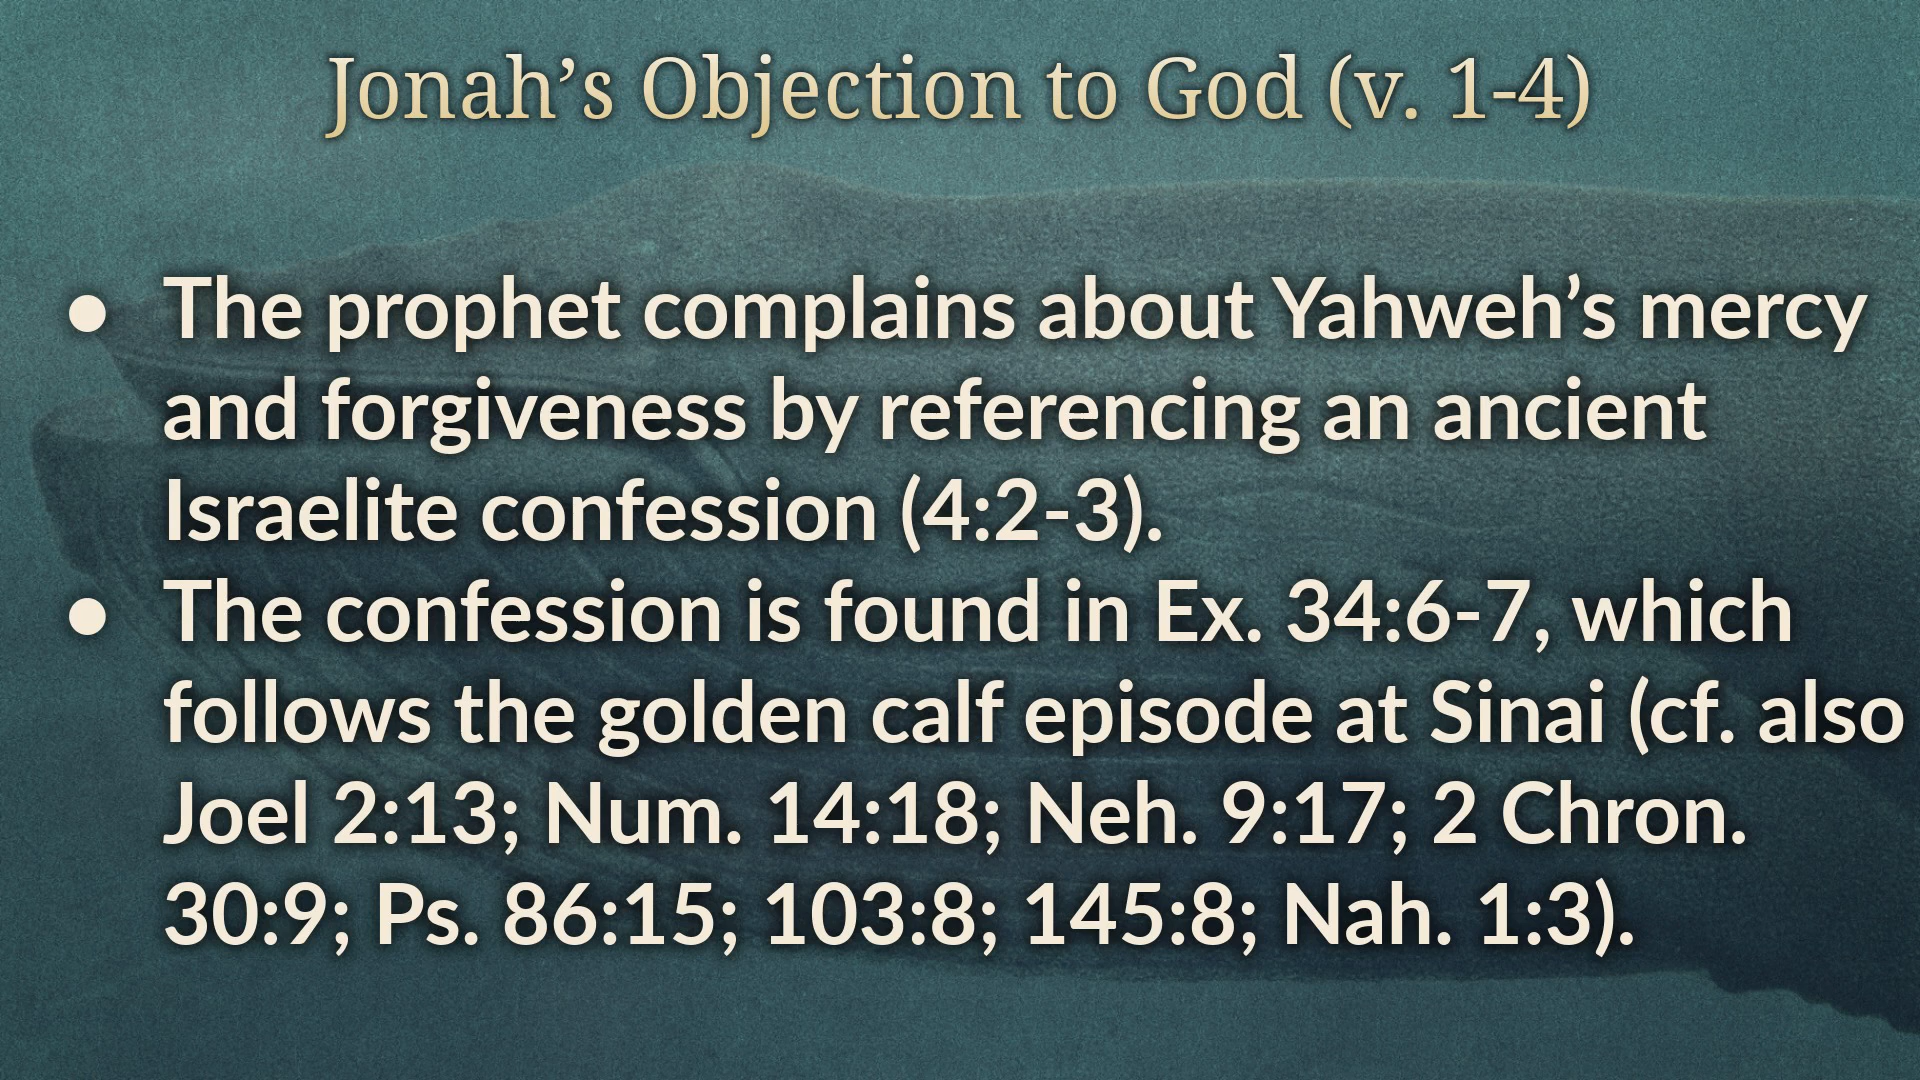 Jonah’s Objection to God (v. 1-4)
• The prophet complains about Yahweh’s mercy
and forgiveness by referencing an ancient
Israelite confession (4:2-3).
• The confession is found in Ex. 34:6-7, which
follows the golden calf episode at Sinai (cf. also
Joel 2:13; Num. 14:18; Neh. 9:17; 2 Chron.
30:9; Ps. 86:15; 103:8; 145:8; Nah. 1:3).